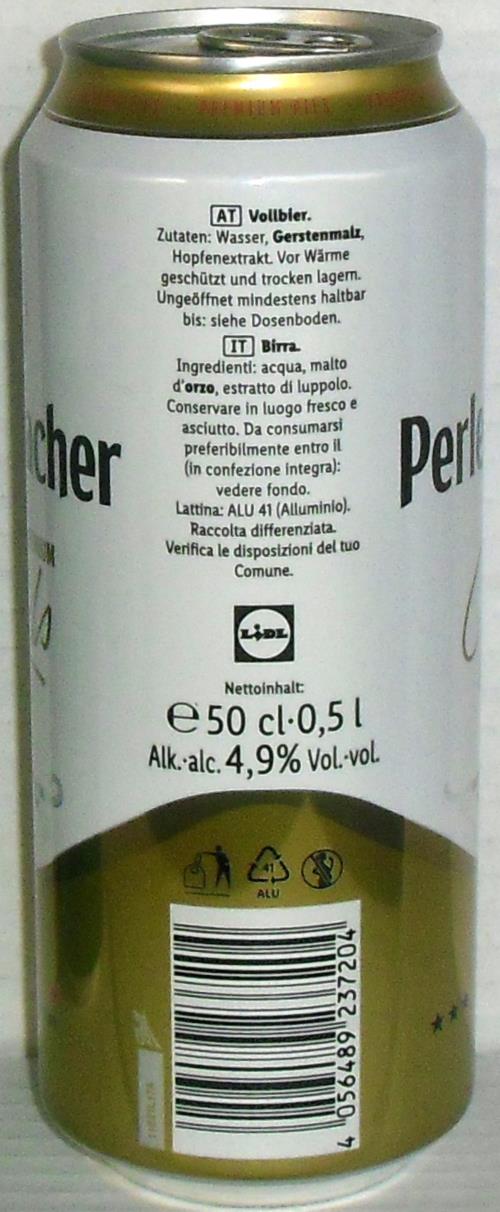 PREMIUM PILS
AT Vollbier.
Zutaten: Wasser, Gerstenmalz,
Hopfenextrakt. Vor Wärme
geschützt und trocken lagern.
Ungeöffnet mindestens haltbar
bis: siehe Dosenboden.
IT Birra.
Ingredienti: acqua, malto
d'orzo, estratto di luppolo.
Conservare in luogo fresco e
asciutto. Da consumarsi
preferibilmente entro il
(in confezione integra):
vedere fondo.
Lattina: ALU 41 (Alluminio).
Raccolta differenziata.
Verifica le disposizioni del tuo
Comune.
cher
Perle
LIDL
Nettoinhalt:
℮ 50 cl·0,5 l
Alk.·alc. 4,9% Vol.·vol.
41
ALU
4 056489 237204